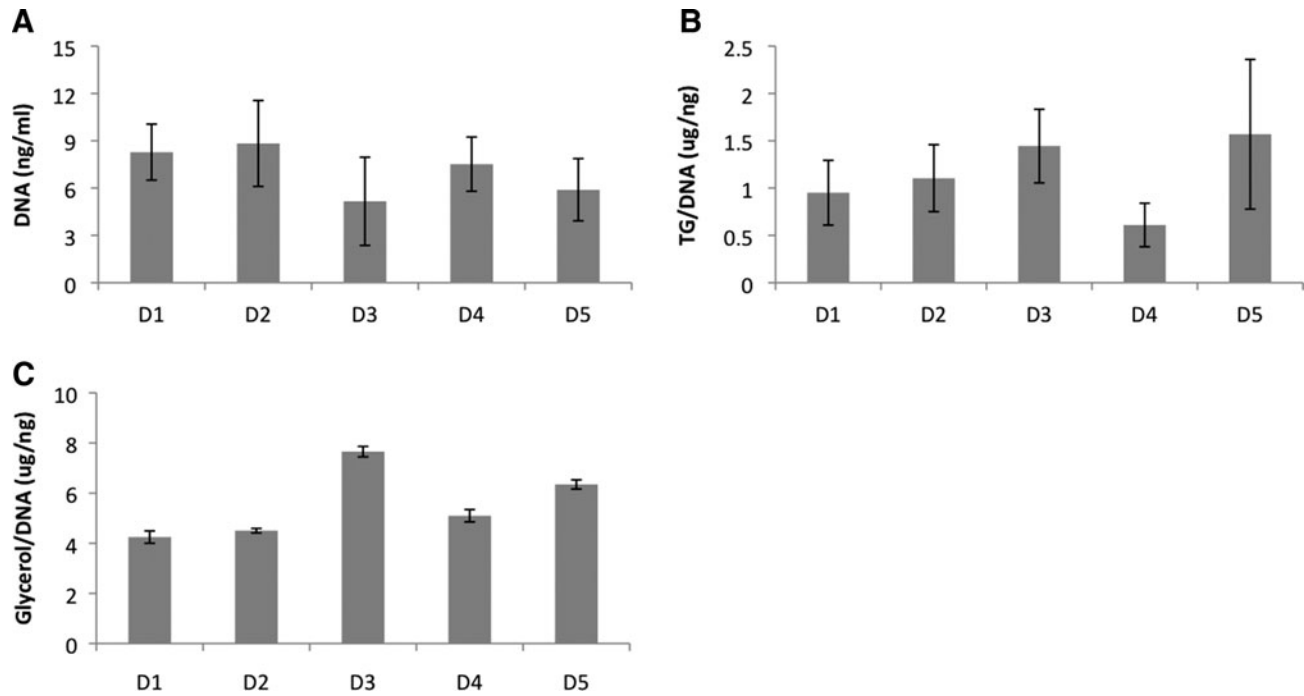 A
DNA (ng/ml)
15
12
9
6
3
0
D1 D2 D3 D4 D5
B
TG/DNA (ug/ng)
2.5
2
1.5
1
0.5
0
D1 D2 D3 D4 D5
C
Glycerol/DNA (ug/ng)
10
8
6
4
2
0
D1 D2 D3 D4 D5